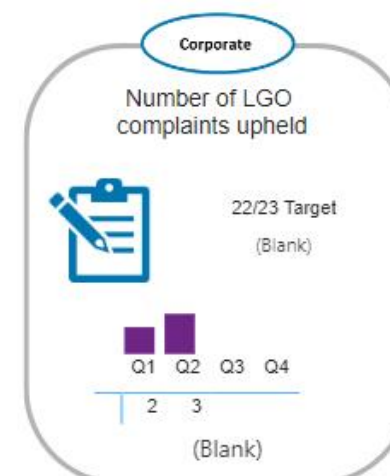 Corporate
Number of LGO
complaints upheld
22/23 Target
(Blank)
Q1 Q2 Q3 Q4
2 3
(Blank)